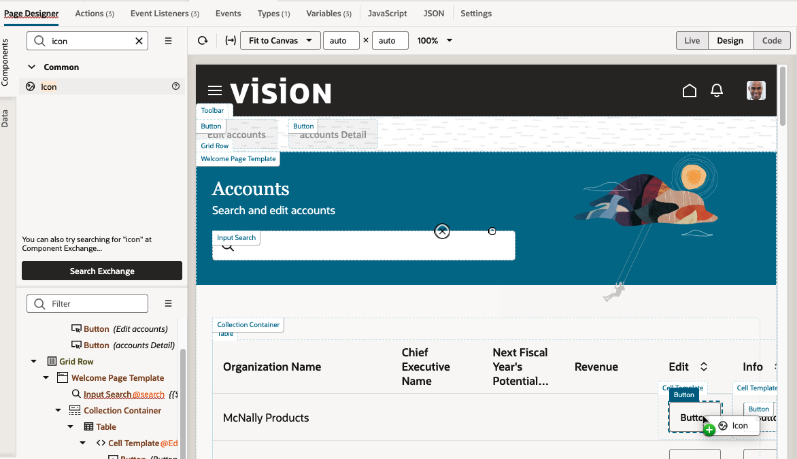 Page Designer
Actions (3)
Event Listeners (3)
Events
Types (1)
Variables (3)
JavaScript
JSON
Settings
Components
Data
icon
Common
Icon
You can also try searching for "icon" at
Component Exchange...
Search Exchange
Filter
Button (Edit accounts)
Button (accounts Detail)
Grid Row
Welcome Page Template
Input Search @search {{$
Collection Container
Table
Cell Template @Ed
Button (Button
Fit to Canvas
auto × auto
100%
Live
Design
Code
vision
Toolbar
Button
Button
Edit accounts
accounts Detail
Grid Row
Welcome Page Template
Accounts
Search and edit accounts
Input Search
Collection Container
Table
Organization Name
Chief
Executive
Name
Next Fiscal
Year's
Potential...
Revenue
Edit
Info
Cell Template
Cell Template
Button
Button
McNally Products
Icon